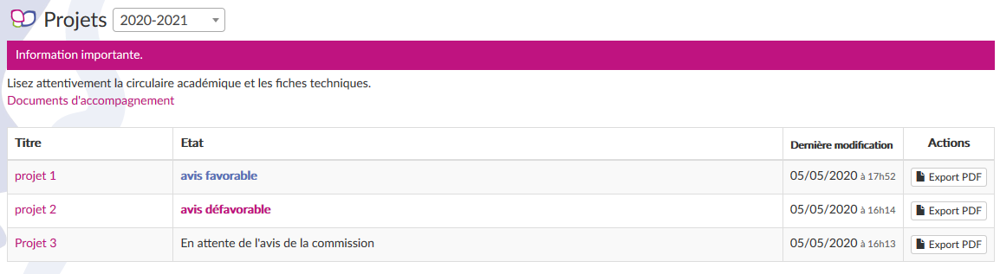 Projets 2020-2021
Information importante.
Lisez attentivement la circulaire académique et les fiches techniques.
Documents d'accompagnement
Titre Etat Dernière modification Actions
projet 1 avis favorable 05/05/2020 à 17h52 Export PDF
projet 2 avis défavorable 05/05/2020 à 16h14 Export PDF
Projet 3 En attente de l'avis de la commission 05/05/2020 à 16h13 Export PDF